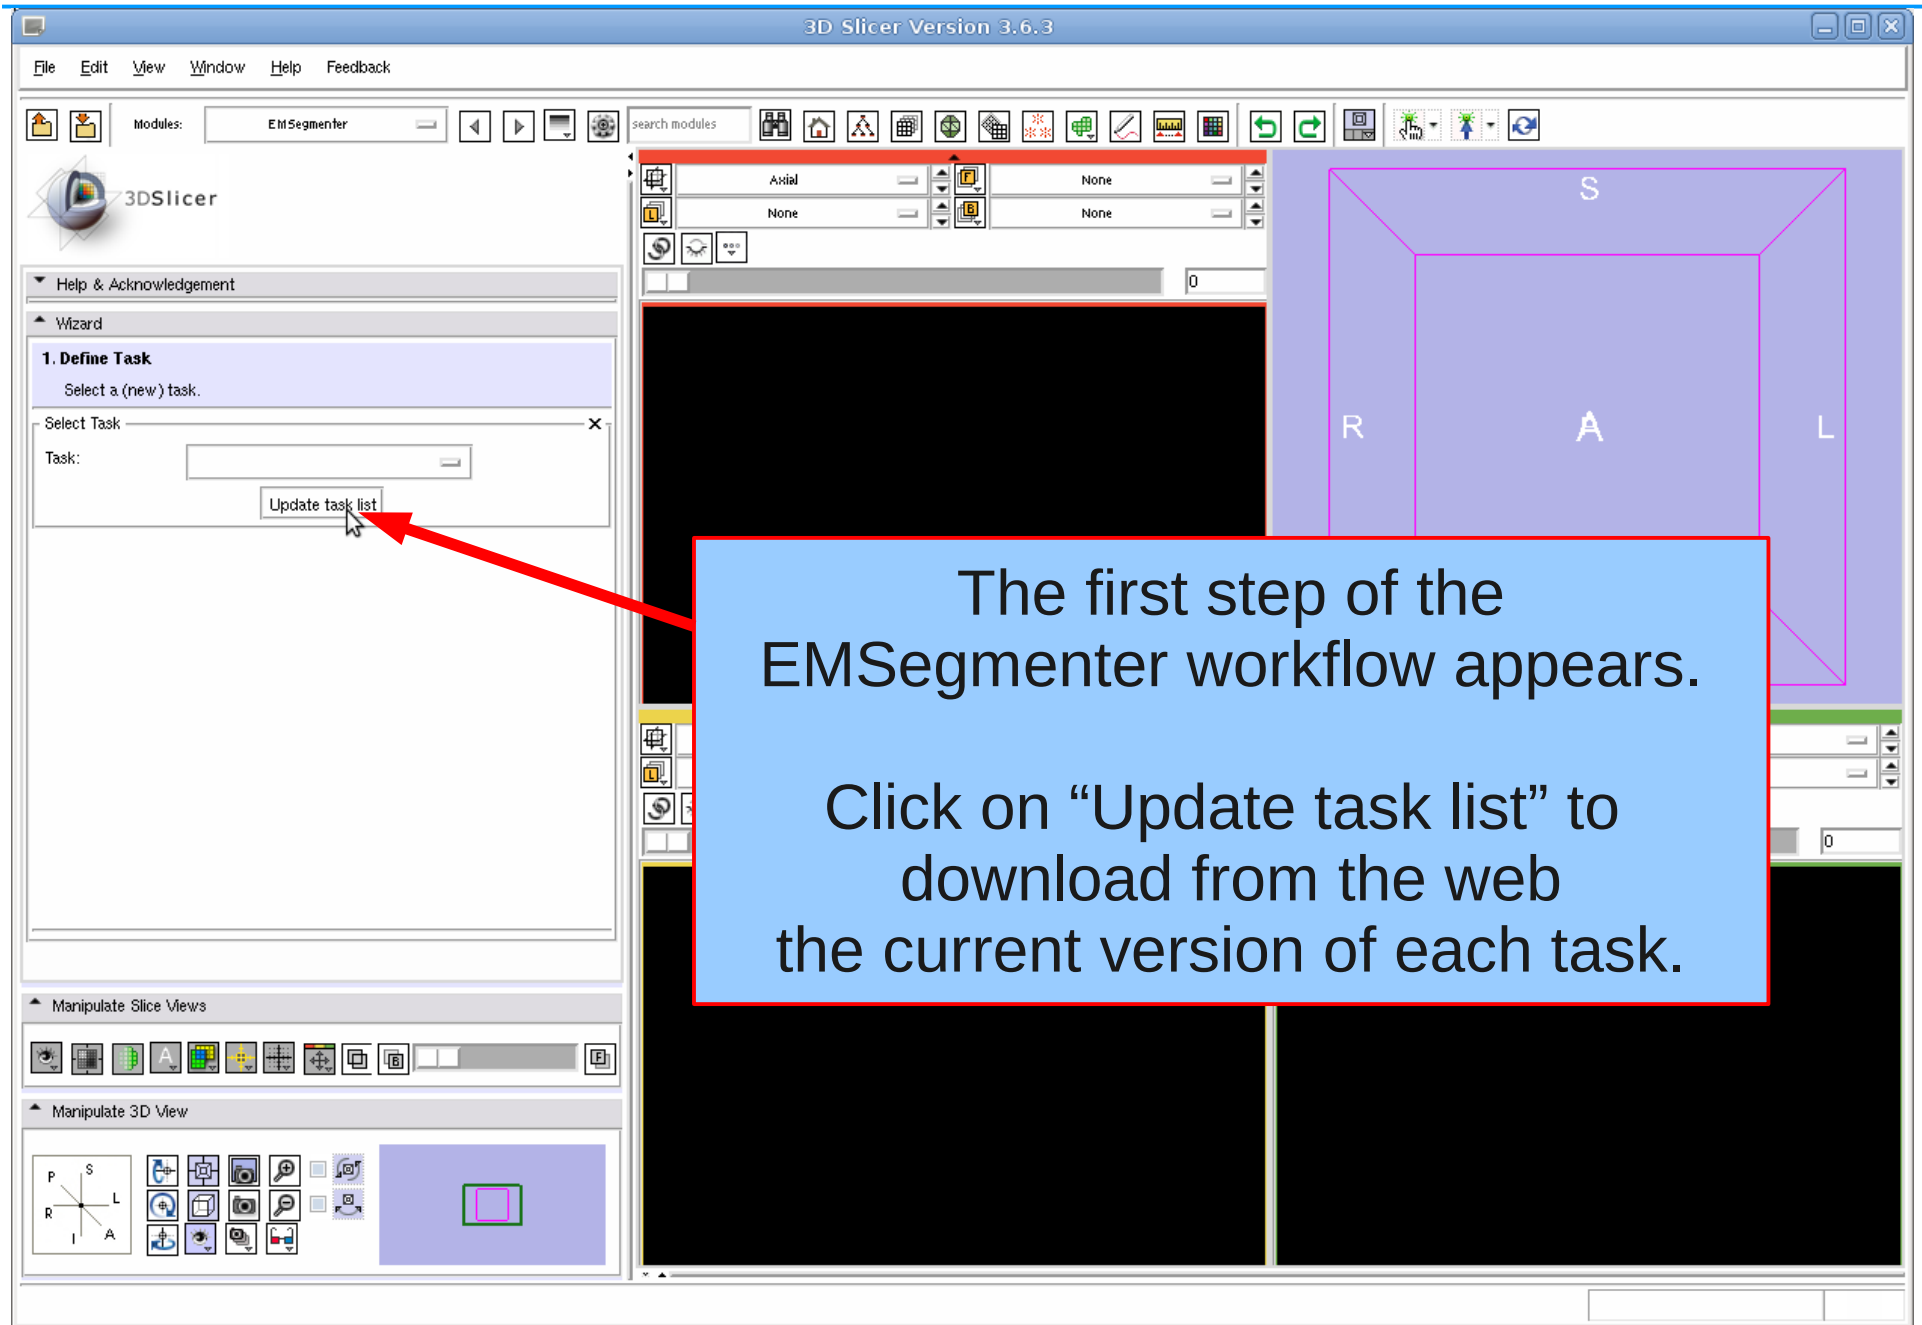 3D Slicer Version 3.6.3
File Edit View Window Help Feedback
Modules: EMSegmenter search modules
3DSlicer
Axial None
None None
0
Help & Acknowledgement
Wizard
1. Define Task
Select a (new) task.
Select Task
Task:
Update task list
S
R A L
The first step of the
EMSegmenter workflow appears.
Click on “Update task list” to
download from the web
the current version of each task.
0
Manipulate Slice Views
Manipulate 3D View
P S
R L
I A